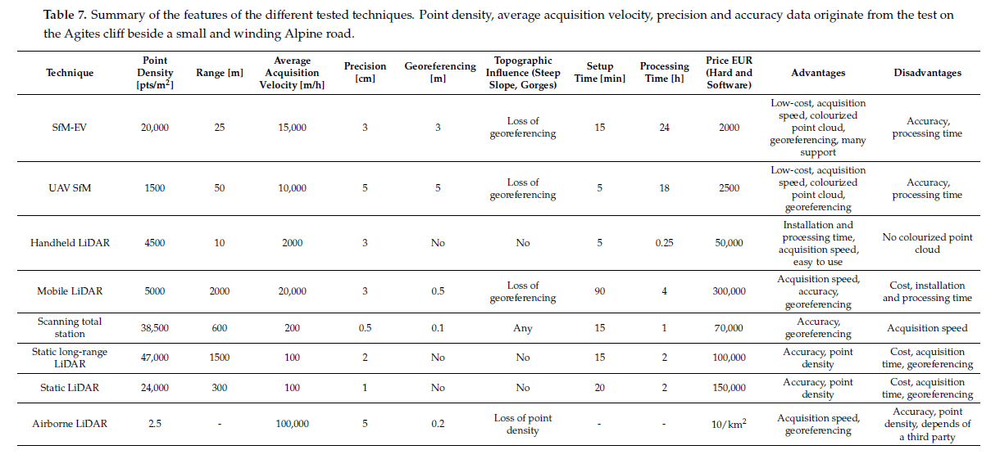 Table 7. Summary of the features of the different tested techniques. Point density, average acquisition velocity, precision and accuracy data originate from the test on
the Agites cliff beside a small and winding Alpine road.
Technique
Point
Density
[pts/m²]
Range [m]
Average
Acquisition
Velocity [m/h]
Precision
[cm]
Georeferencing
[m]
Topographic
Influence (Steep
Slope, Gorges)
Setup
Time [min]
Processing
Time [h]
Price EUR
(Hard and
Software)
Advantages
Disadvantages
SfM-EV
20,000
25
15,000
3
3
Loss of
georeferencing
15
24
2000
Low-cost, acquisition
speed, colourized
point cloud,
georeferencing, many
support
Accuracy,
processing time
UAV SfM
1500
50
10,000
5
5
Loss of
georeferencing
5
18
2500
Low-cost, acquisition
speed, colourized
point cloud,
georeferencing
Accuracy,
processing time
Handheld LiDAR
4500
10
2000
3
No
No
5
0.25
50,000
Installation and
processing time,
acquisition speed,
easy to use
No colourized point
cloud
Mobile LiDAR
5000
2000
20,000
3
0.5
Loss of
georeferencing
90
4
300,000
Acquisition speed,
accuracy,
georeferencing
Cost, installation
and processing time
Scanning total
station
38,500
600
200
0.5
0.1
Any
15
1
70,000
Accuracy,
georeferencing
Acquisition speed
Static long-range
LiDAR
47,000
1500
100
2
No
No
15
2
100,000
Accuracy, point
density
Cost, acquisition
time, georeferencing
Static LiDAR
24,000
300
100
1
No
No
20
2
150,000
Accuracy, point
density
Cost, acquisition
time, georeferencing
Airborne LiDAR
2.5
-
100,000
5
0.2
Loss of point
density
-
-
10/km²
Acquisition speed,
georeferencing
Accuracy, point
density, depends of
a third party